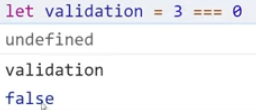 let validation = 3 === 0
undefined
validation
false